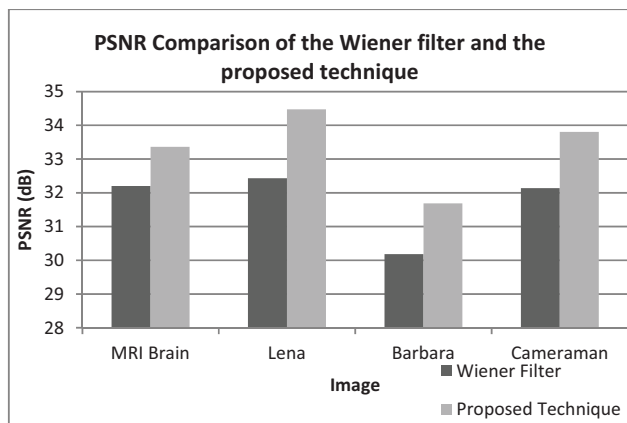 PSNR Comparison of the Wiener filter and the
proposed technique
35
34
33
32
31
30
29
28
PSNR (dB)
MRI Brain Lena Barbara Cameraman
Image
Wiener Filter
Proposed Technique